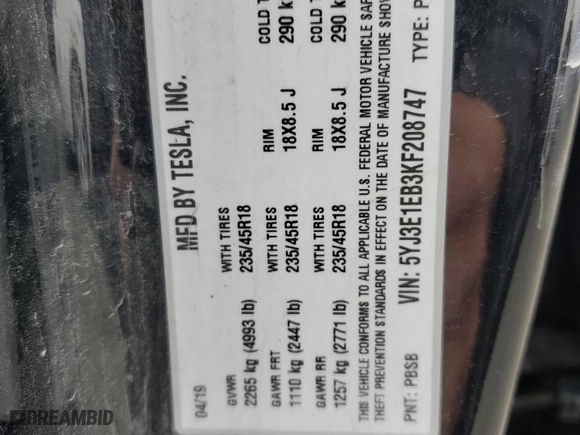 MFD BY TESLA, INC.
04/19
GVWR
2265 kg (4993 lb)
WITH TIRES
235/45R18
RIM
18X8.5 J
COLD
290
GAWR FRT
1110 kg (2447 lb)
WITH TIRES
235/45R18
RIM
18X8.5 J
COLD
290
GAWR RR
1257 kg (2771 lb)
WITH TIRES
235/45R18
THIS VEHICLE CONFORMS TO ALL APPLICABLE U.S. FEDERAL MOTOR VEHICLE
THEFT PREVENTION STANDARDS IN EFFECT ON THE DATE OF MANUFACTURE
PNT: PBSB
VIN: 5YJ3E1EB3KF208747
TYPE:
DREAMBID